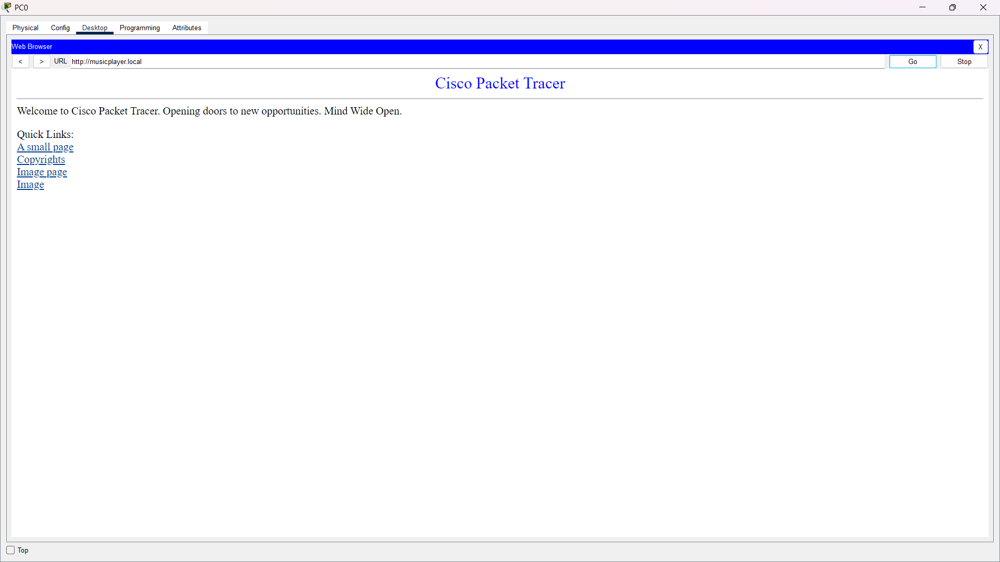 PC0
Physical Config Desktop Programming Attributes
Web Browser X
< > URL http://musicplayer.local Go Stop
Cisco Packet Tracer
Welcome to Cisco Packet Tracer. Opening doors to new opportunities. Mind Wide Open.
Quick Links:
A small page
Copyrights
Image page
Image
Top